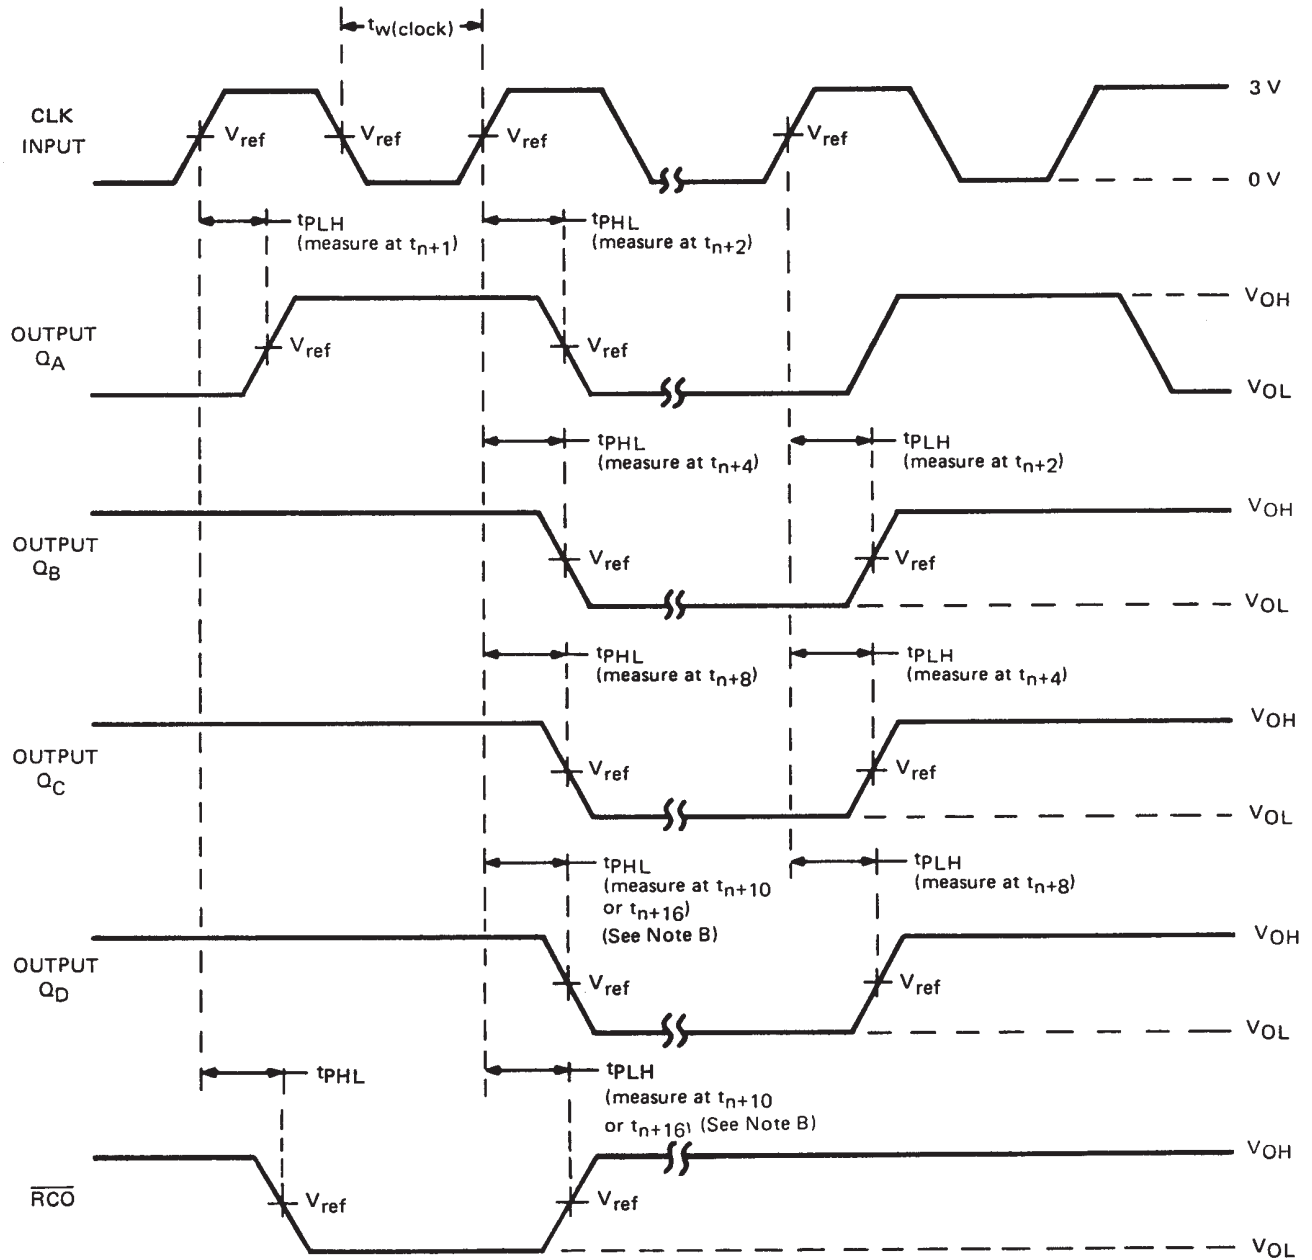 tw(clock)
3 V
CLK
INPUT
Vref
Vref
Vref
Vref
0 V
tPLH
(measure at tn+1)
tPHL
(measure at tn+2)
VOH
OUTPUT
QA
Vref
Vref
VOL
tPHL
(measure at tn+4)
tPLH
(measure at tn+2)
VOH
OUTPUT
QB
Vref
Vref
VOL
tPHL
(measure at tn+8)
tPLH
(measure at tn+4)
VOH
OUTPUT
QC
Vref
Vref
VOL
tPHL
(measure at tn+10
or tn+16)
(See Note B)
tPLH
(measure at tn+8)
VOH
OUTPUT
QD
Vref
Vref
VOL
tPHL
tPLH
(measure at tn+10
or tn+16) (See Note B)
VOH
RCO
Vref
Vref
VOL